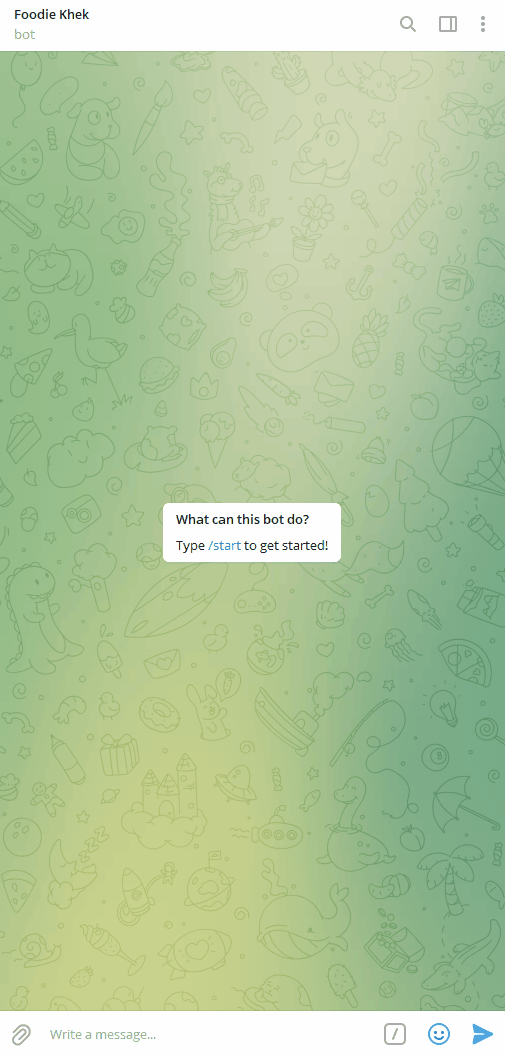 Foodie Khek
bot
What can this bot do?
Type /start to get started!
Write a message...